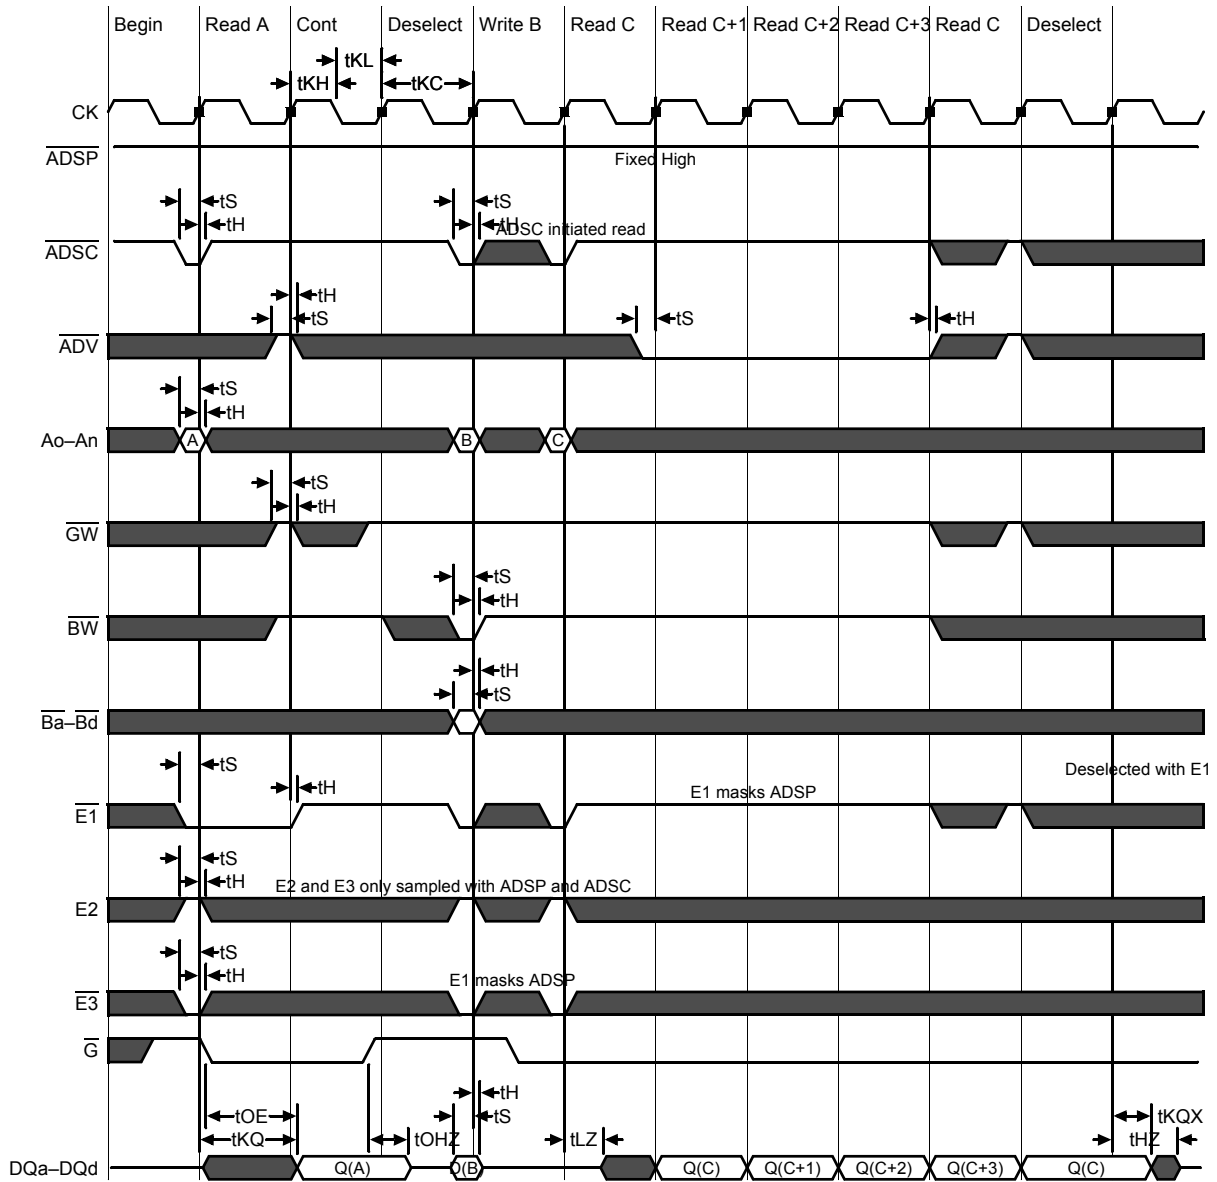 Begin Read A Cont Deselect Write B Read C Read C+1 Read C+2 Read C+3 Read C Deselect
tKL
tKH tKC
CK
ADSP
Fixed High
tS tS
tH tH
ADSC initiated read
ADSC
tH
tS tS tH
ADV
tS
tH
Ao–An A B C
tS
tH
GW
tS
tH
BW
tH
tS
Ba–Bd
tS
Deselected with E1
tH
E1 masks ADSP
E1
tS
tH
E2 and E3 only sampled with ADSP and ADSC
E2
tS
tH
E1 masks ADSP
E3
G
tH
tOE tS tKQX
tKQ tOHZ tLZ tHZ
DQa–DQd Q(A) D(B) Q(C) Q(C+1) Q(C+2) Q(C+3) Q(C)